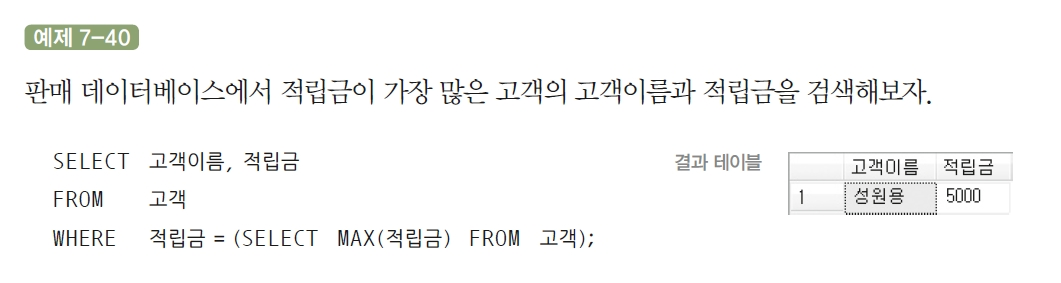 예제 7-40
판매 데이터베이스에서 적립금이 가장 많은 고객의 고객이름과 적립금을 검색해보자.
SELECT 고객이름, 적립금
FROM 고객
WHERE 적립금 = (SELECT MAX(적립금) FROM 고객);
결과 테이블
고객이름 적립금
1 성원용 5000